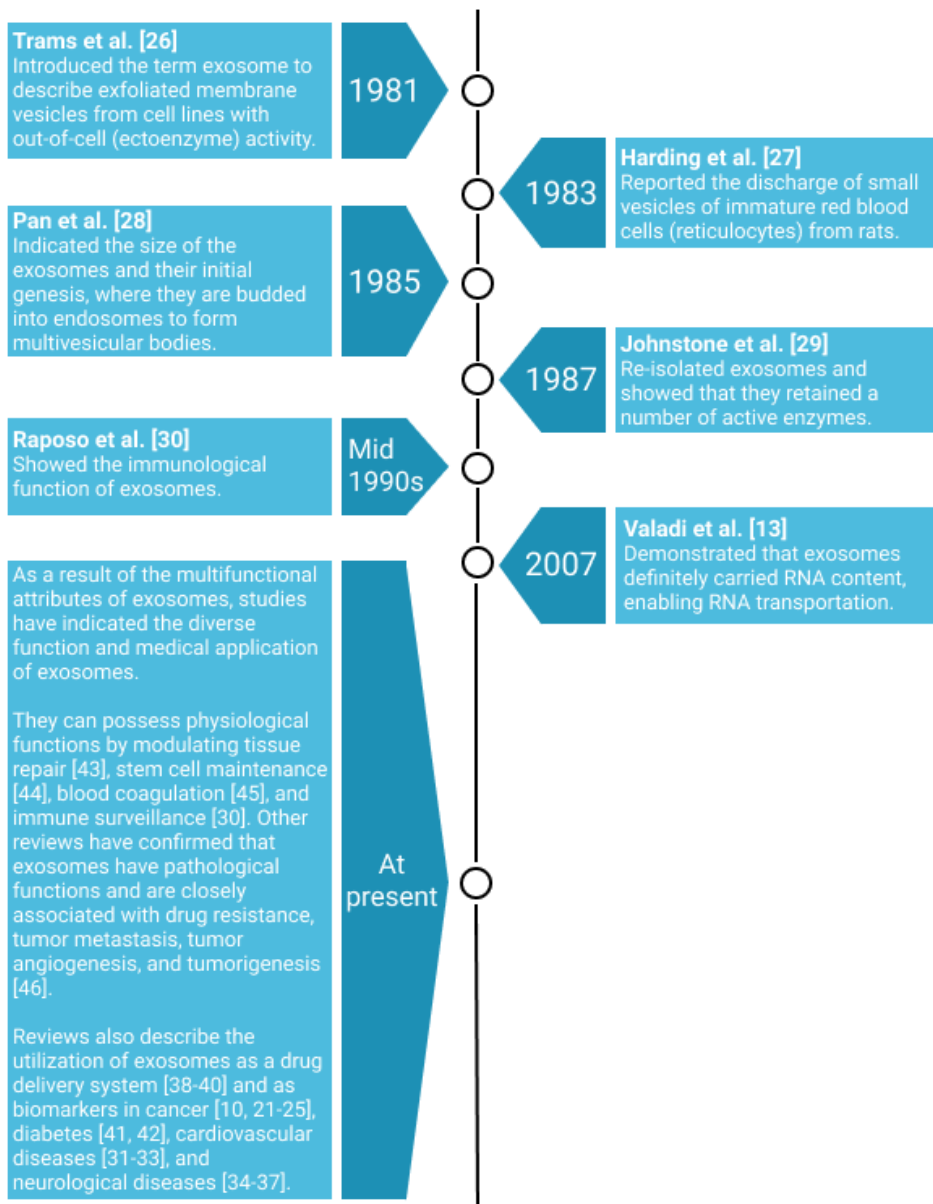 Trams et al. [26]
Introduced the term exosome to
describe exfoliated membrane
vesicles from cell lines with
out-of-cell (ectoenzyme) activity.
1981
Harding et al. [27]
Reported the discharge of small
vesicles of immature red blood
cells (reticulocytes) from rats.
1983
Pan et al. [28]
Indicated the size of the
exosomes and their initial
genesis, where they are budded
into endosomes to form
multivesicular bodies.
1985
Johnstone et al. [29]
Re-isolated exosomes and
showed that they retained a
number of active enzymes.
1987
Raposo et al. [30]
Showed the immunological
function of exosomes.
Mid
1990s
Valadi et al. [13]
Demonstrated that exosomes
definitely carried RNA content,
enabling RNA transportation.
2007
As a result of the multifunctional
attributes of exosomes, studies
have indicated the diverse
function and medical application
of exosomes.
They can possess physiological
functions by modulating tissue
repair [43], stem cell maintenance
[44], blood coagulation [45], and
immune surveillance [30]. Other
reviews have confirmed that
exosomes have pathological
functions and are closely
associated with drug resistance,
tumor metastasis, tumor
angiogenesis, and tumorigenesis
[46].
Reviews also describe the
utilization of exosomes as a drug
delivery system [38-40] and as
biomarkers in cancer [10, 21-25],
diabetes [41, 42], cardiovascular
diseases [31-33], and
neurological diseases [34-37].
At
present